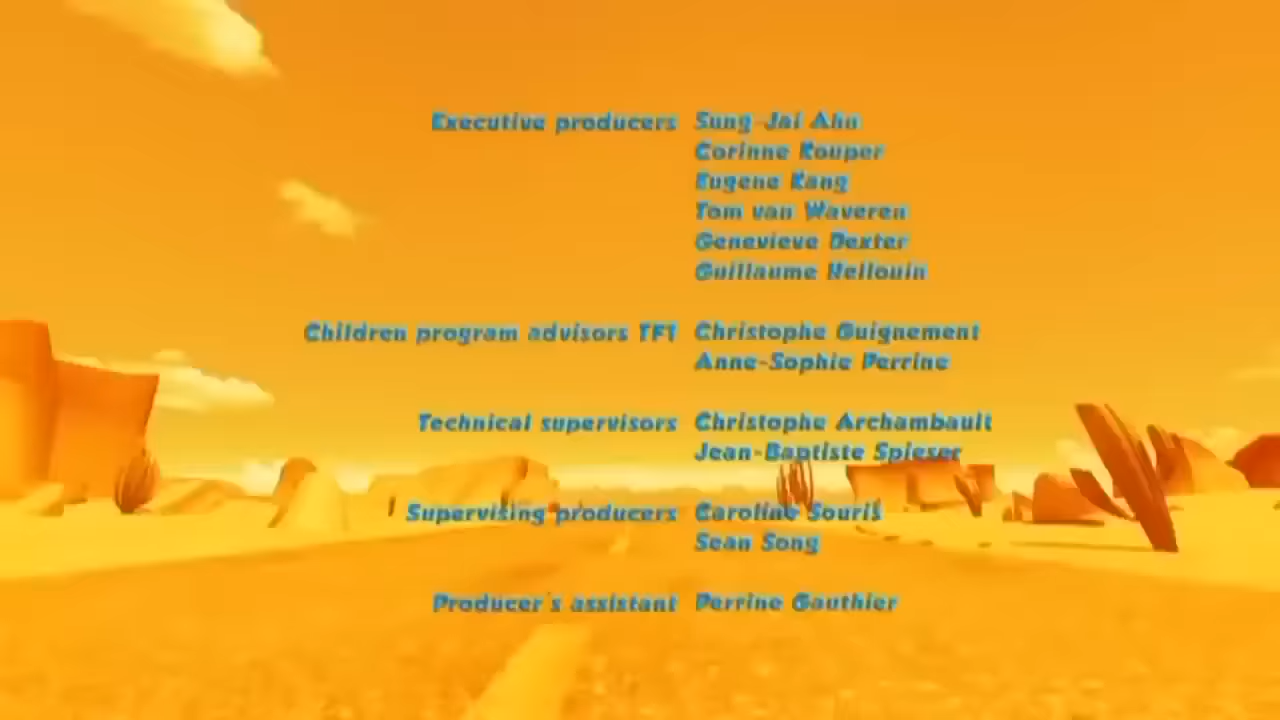 Executive producers Sung-Jai Ahn
Corinne Kouper
Eugene Kang
Tom van Waveren
Genevieve Dexter
Guillaume Hellouin
Children program advisors TF1 Christophe Guignement
Anne-Sophie Perrine
Technical supervisors Christophe Archambault
Jean-Baptiste Spieser
Supervising producers Caroline Souris
Sean Song
Producer's assistant Perrine Gauthier